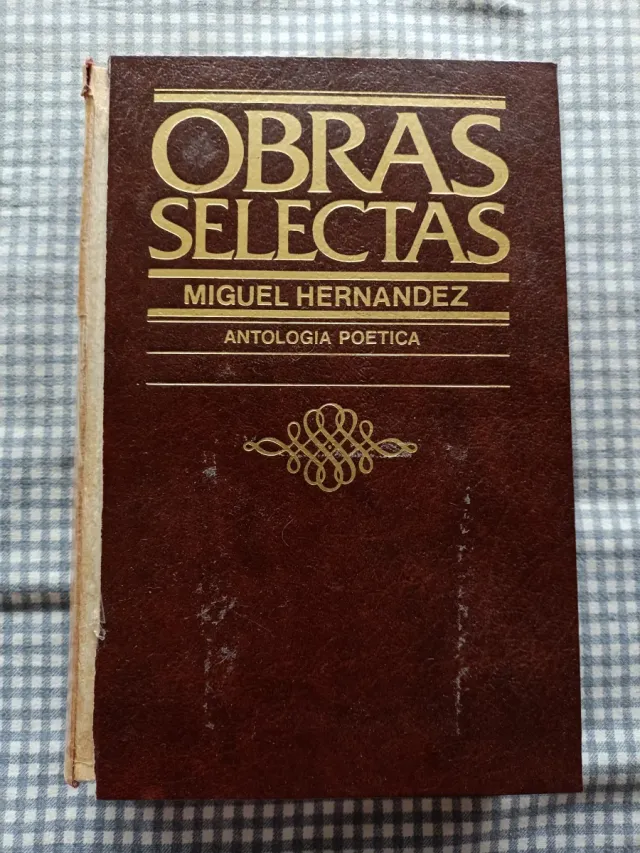 OBRAS
SELECTAS
MIGUEL HERNANDEZ
ANTOLOGIA POETICA